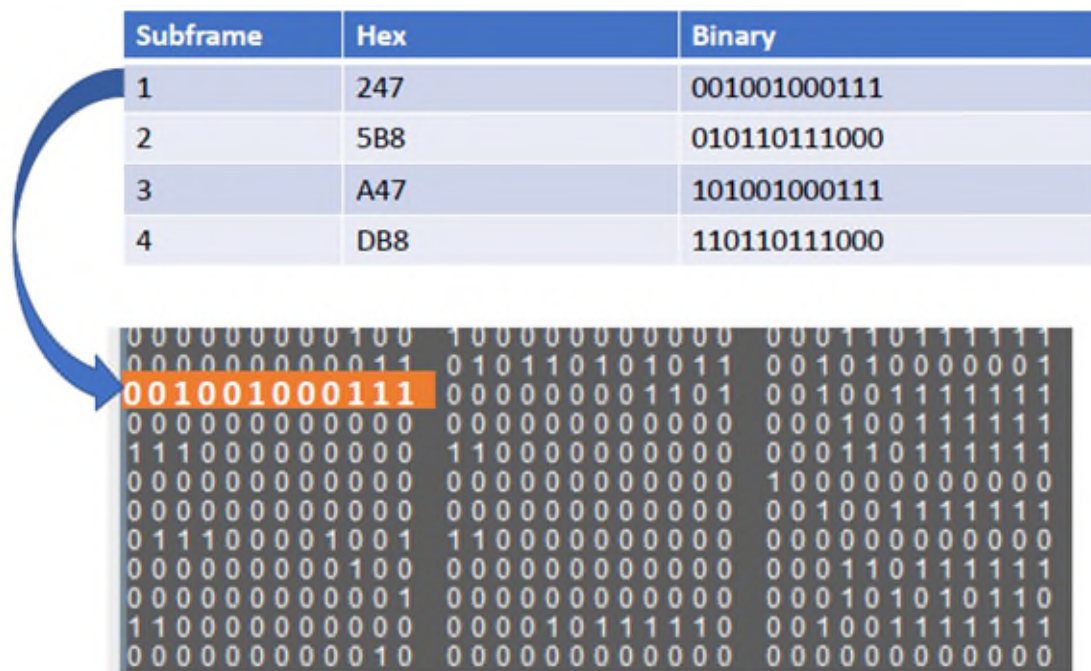 Subframe Hex Binary
1 247 001001000111
2 5B8 010110111000
3 A47 101001000111
4 DB8 110110111000
0 0 0 0 0 0 0 0 0 1 0 0 1 0 0 0 0 0 0 0 0 0 0 0 0 0 0 1 1 0 1 1 1 1 1 1
0 0 0 0 0 0 0 0 0 0 1 1 0 1 0 1 1 0 1 0 1 0 1 1 0 0 1 0 1 0 0 0 0 0 0 1
0 0 1 0 0 1 0 0 0 1 1 1 0 0 0 0 0 0 0 0 1 1 0 1 0 0 1 0 0 1 1 1 1 1 1 1
0 0 0 0 0 0 0 0 0 0 0 0 0 0 0 0 0 0 0 0 0 0 0 0 0 0 0 1 0 0 1 1 1 1 1 1
1 1 1 0 0 0 0 0 0 0 0 0 1 1 0 0 0 0 0 0 0 0 0 0 0 0 0 1 1 0 1 1 1 1 1 1
0 0 0 0 0 0 0 0 0 0 0 0 0 0 0 0 0 0 0 0 0 0 0 0 1 0 0 0 0 0 0 0 0 0 0 0
0 0 0 0 0 0 0 0 0 0 0 0 0 0 0 0 0 0 0 0 0 0 0 0 0 0 1 0 0 1 1 1 1 1 1 1
0 1 1 1 0 0 0 0 1 0 0 1 1 1 0 0 0 0 0 0 0 0 0 0 0 0 0 0 0 0 0 0 0 0 0 0
0 0 0 0 0 0 0 0 0 1 0 0 0 0 0 0 0 0 0 0 0 0 0 0 0 0 0 1 1 0 1 1 1 1 1 1
0 0 0 0 0 0 0 0 0 0 0 1 0 0 0 0 0 0 0 0 0 0 0 0 0 0 0 1 0 1 0 1 0 1 1 0
1 1 0 0 0 0 0 0 0 0 0 0 0 0 0 0 1 0 1 1 1 1 1 0 0 0 1 0 0 1 1 1 1 1 1 1
0 0 0 0 0 0 0 0 0 0 1 0 0 0 0 0 0 0 0 0 0 0 0 0 0 0 0 0 0 0 0 0 0 0 0 0